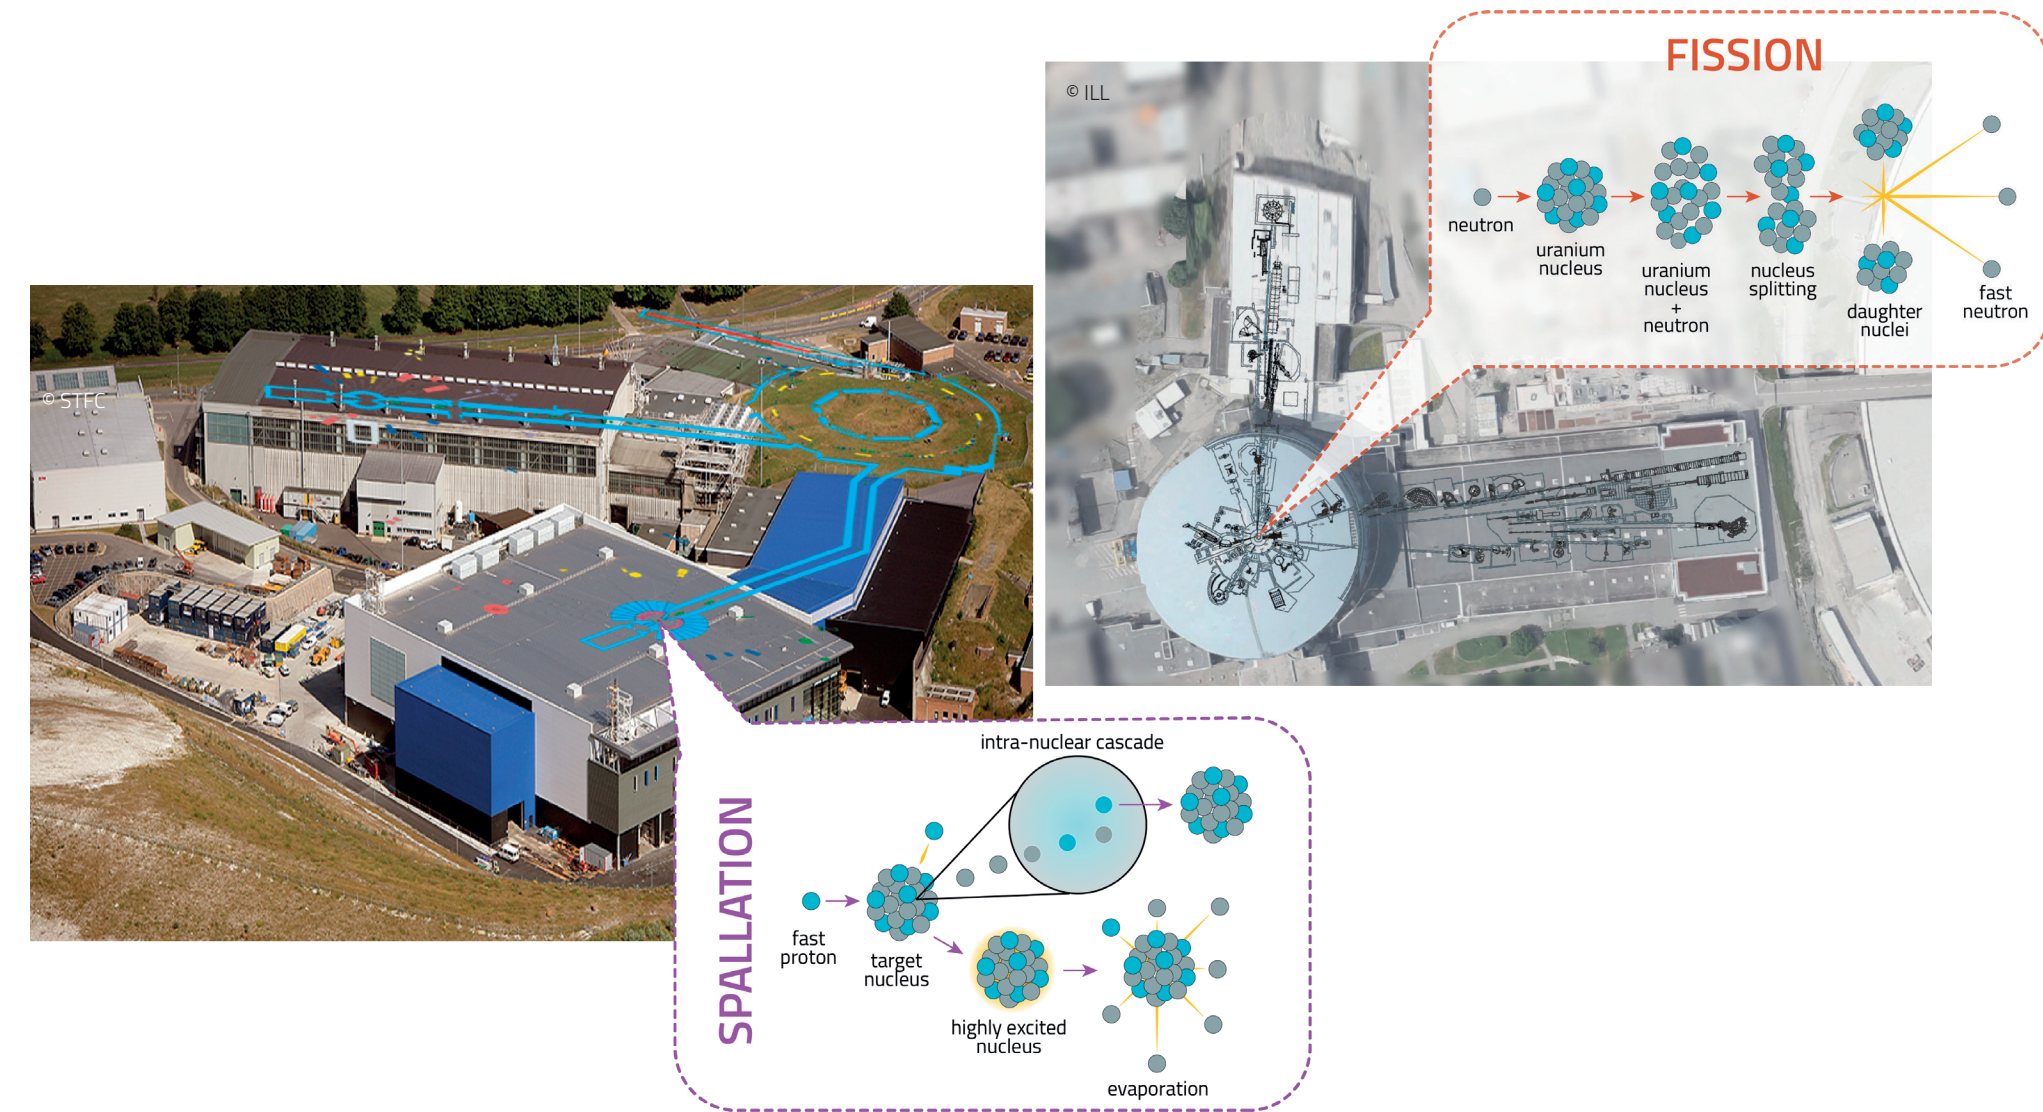 © ILL
FISSION
neutron
uranium
nucleus
uranium
nucleus
+
neutron
nucleus
splitting
daughter
nuclei
fast
neutron
© STFC
SPALLATION
intra-nuclear cascade
fast
proton
target
nucleus
highly excited
nucleus
evaporation